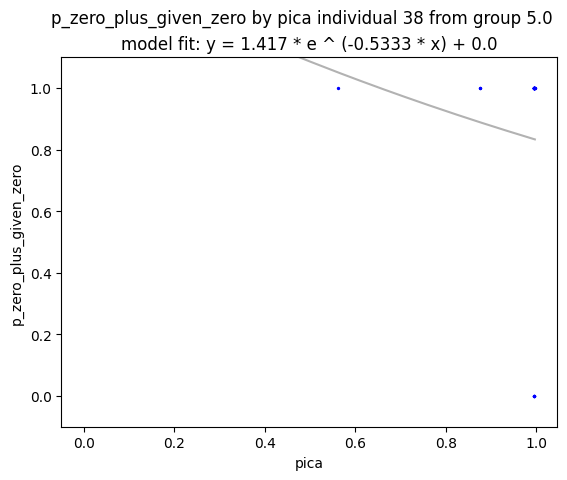 p_zero_plus_given_zero by pica individual 38 from group 5.0
model fit: y = 1.417 * e ^ (-0.5333 * x) + 0.0
1.0
0.8
0.6
0.4
0.2
0.0
p_zero_plus_given_zero
0.0 0.2 0.4 0.6 0.8 1.0
pica